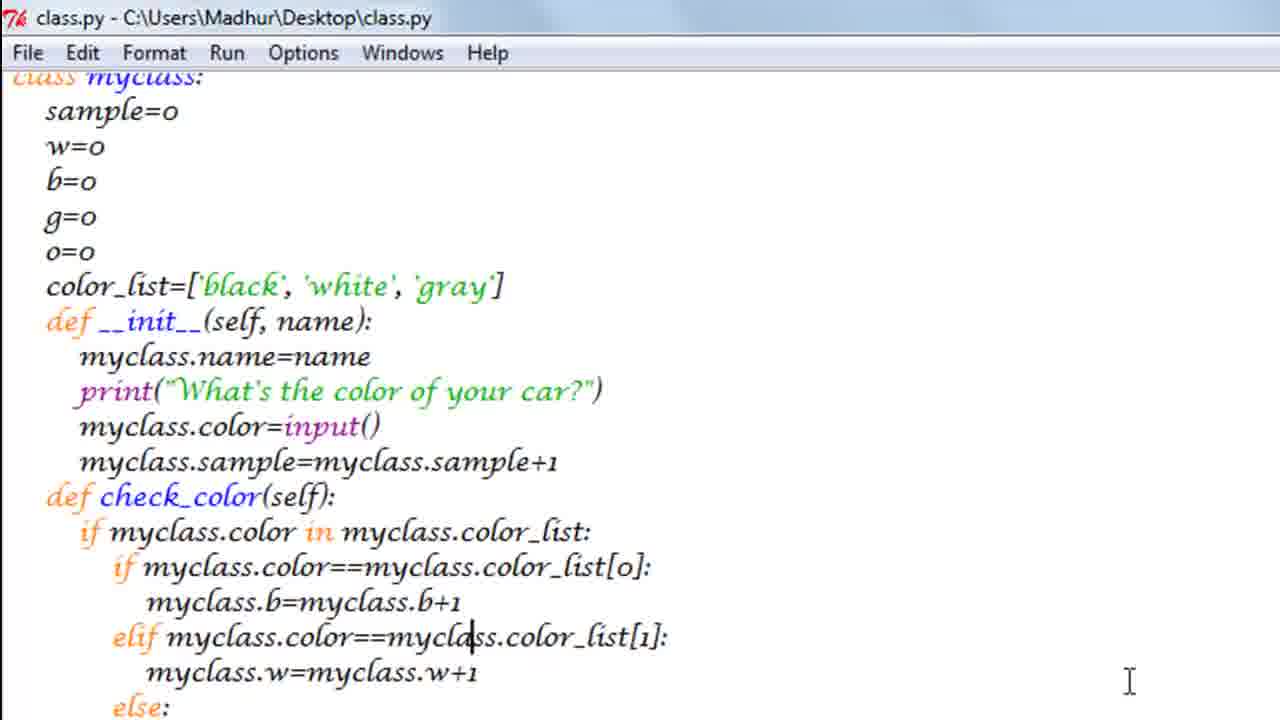 class.py - C:\Users\Madhur\Desktop\class.py
File Edit Format Run Options Windows Help
class myclass:
sample=0
w=0
b=0
g=0
o=0
color_list=['black', 'white', 'gray']
def __init__(self, name):
myclass.name=name
print("What's the color of your car?")
myclass.color=input()
myclass.sample=myclass.sample+1
def check_color(self):
if myclass.color in myclass.color_list:
if myclass.color==myclass.color_list[0]:
myclass.b=myclass.b+1
elif myclass.color==myclass.color_list[1]:
myclass.w=myclass.w+1
else: